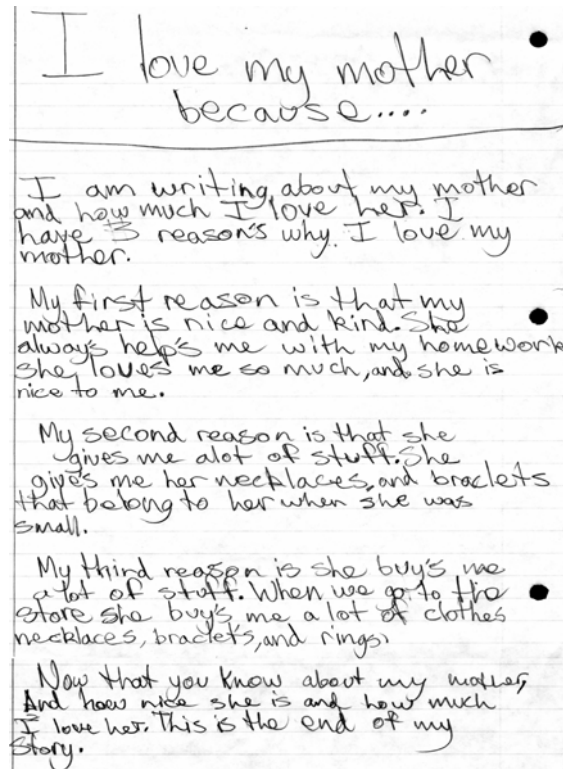 I love my mother
because....
I am writing about my mother
and how much I love her. I
have 3 reason's why I love my
mother.
My first reason is that my
mother is nice and kind. She
always help's me with my homework
she loves me so much, and she is
nice to me.
My second reason is that she
gives me alot of stuff. She
give's me her necklaces, and braclets
that belong to her when she was
small.
My third reason is she buy's me
a lot of stuff. When we go to the
store she buy's me a lot of clothes
necklaces, braclets, and rings.
Now that you know about my mother,
And how nice she is and how much
I love her. This is the end of my
story.